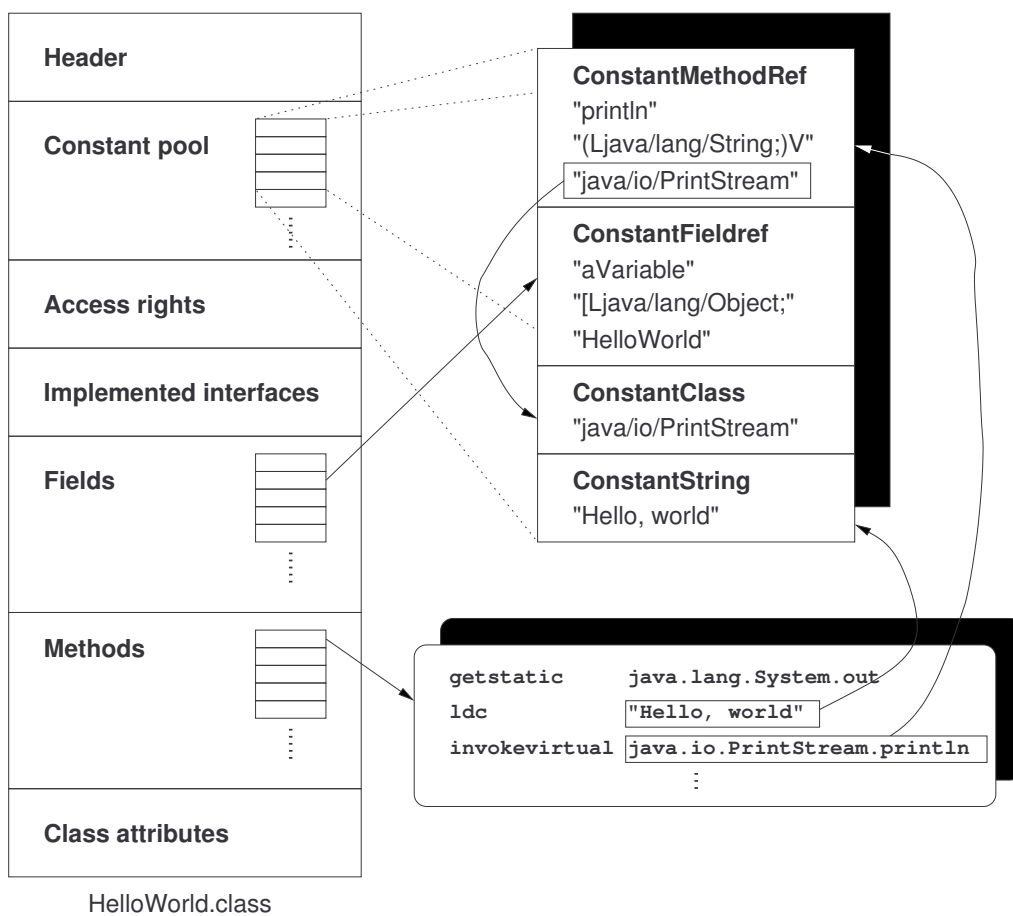 Header
Constant pool
Access rights
Implemented interfaces
Fields
Methods
Class attributes
HelloWorld.class
ConstantMethodRef
"println"
"(Ljava/lang/String;)V"
"java/io/PrintStream"
ConstantFieldref
"aVariable"
"[Ljava/lang/Object;"
"HelloWorld"
ConstantClass
"java/io/PrintStream"
ConstantString
"Hello, world"
getstatic java.lang.System.out
ldc "Hello, world"
invokevirtual java.io.PrintStream.println